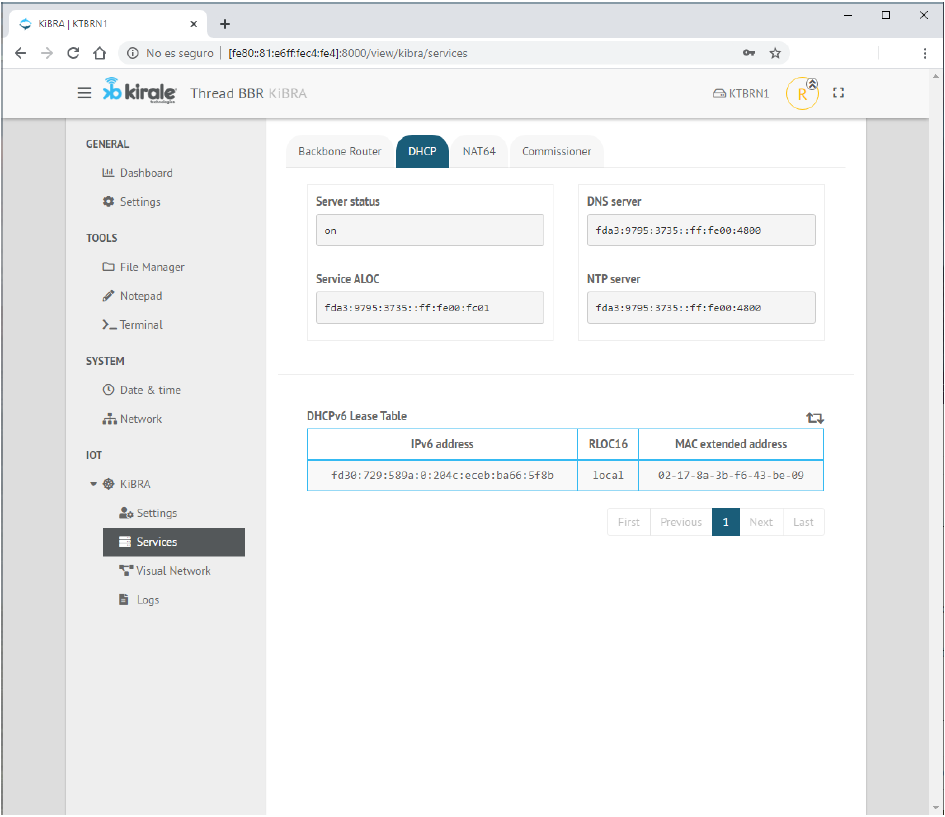 KiBRA | KTBRN1
No es seguro | [fe80::81:e6ff:fec4:fe4]:8000/view/kibra/services
kirale
technologies
Thread BBR KiBRA
KTBRN1
R
GENERAL
Dashboard
Settings
TOOLS
File Manager
Notepad
Terminal
SYSTEM
Date & time
Network
IOT
KiBRA
Settings
Services
Visual Network
Logs
Backbone Router
DHCP
NAT64
Commissioner
Server status
on
Service ALOC
fda3:9795:3735::ff:fe00:fc01
DNS server
fda3:9795:3735::ff:fe00:4800
NTP server
fda3:9795:3735::ff:fe00:4800
DHCPv6 Lease Table
IPv6 address RLOC16 MAC extended address
fd30:729:589a:0:204c:eceb:ba66:5f8b local 02-17-8a-3b-f6-43-be-09
First Previous 1 Next Last